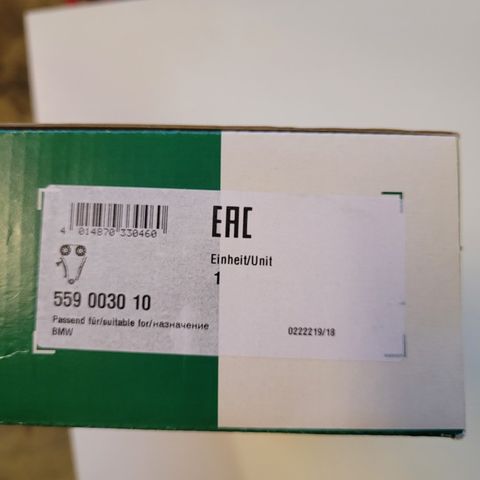 EAC
4 014870 330460
Einheit/Unit
1
559 0030 10
Passend für/suitable for/назначение
BMW
0222219/18